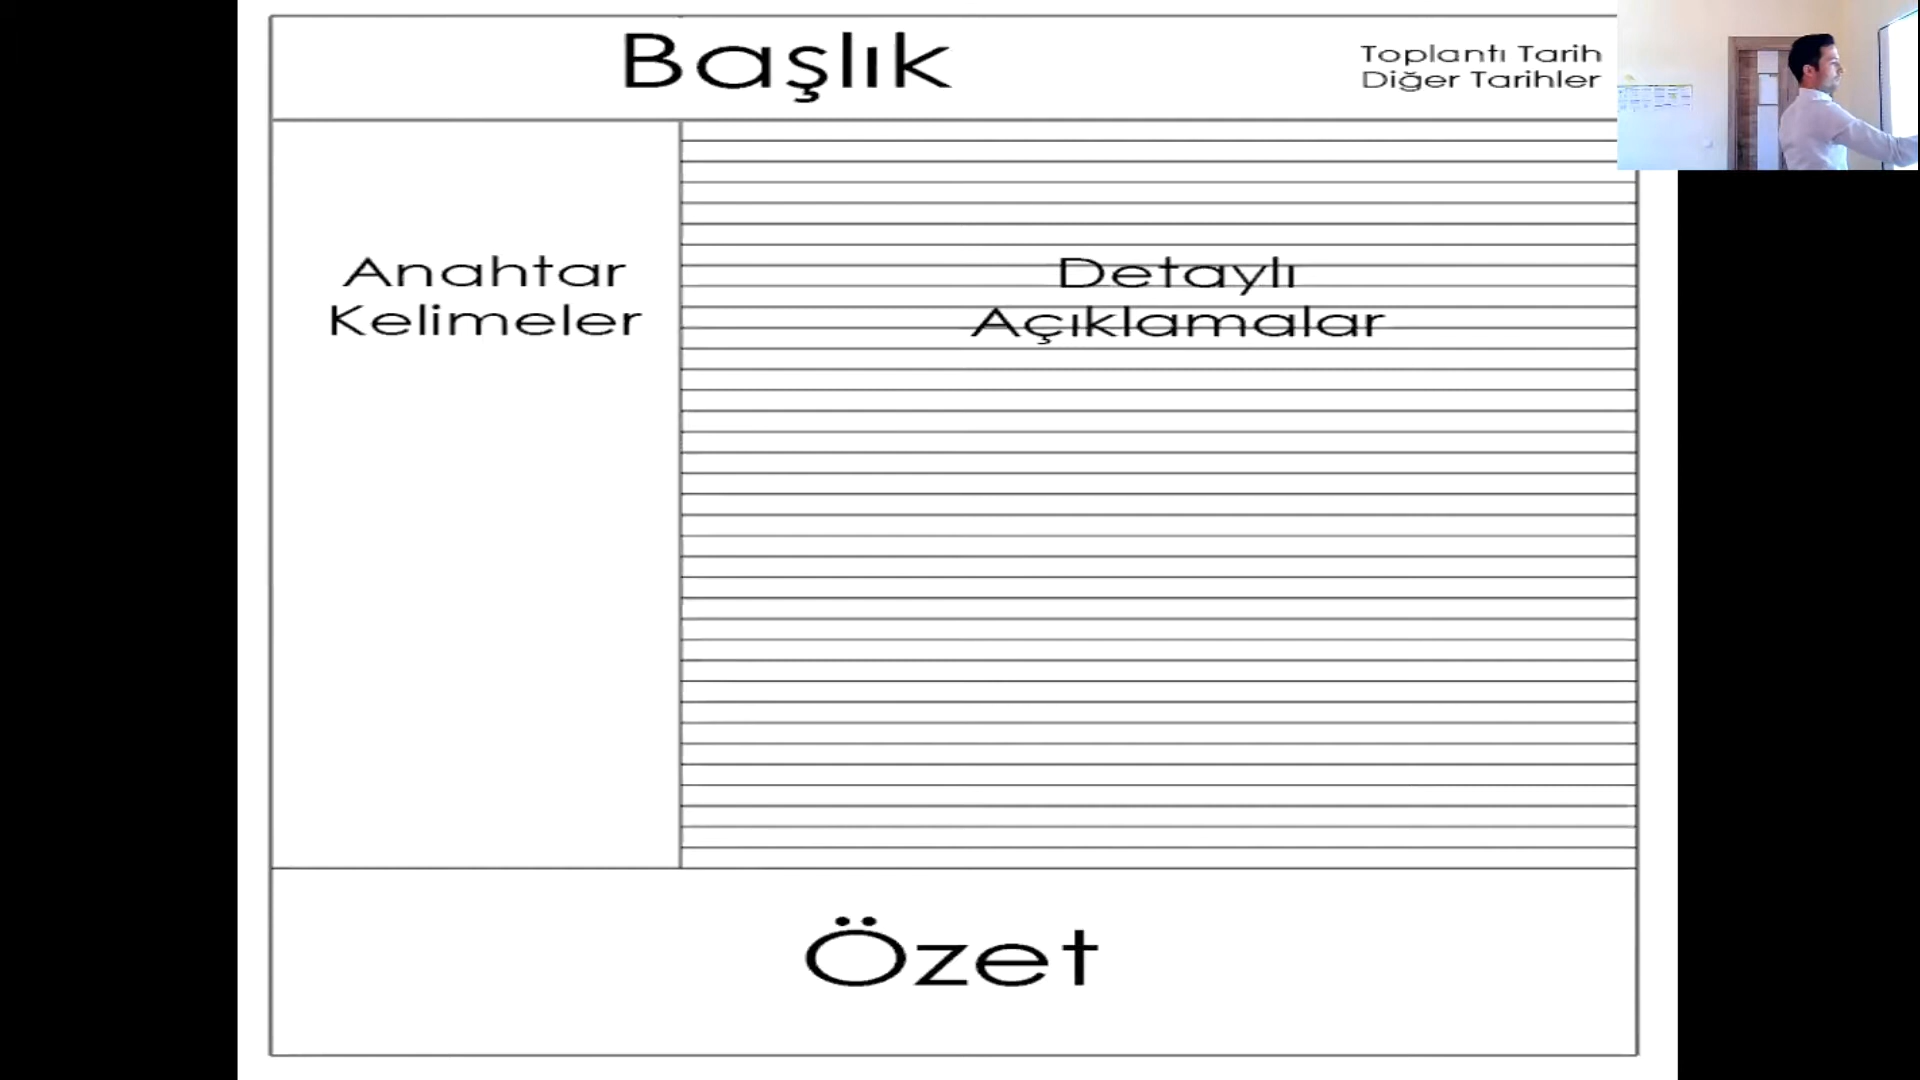 Başlık
Toplantı Tarih
Diğer Tarihler
Anahtar
Kelimeler
Detaylı
Açıklamalar
Özet